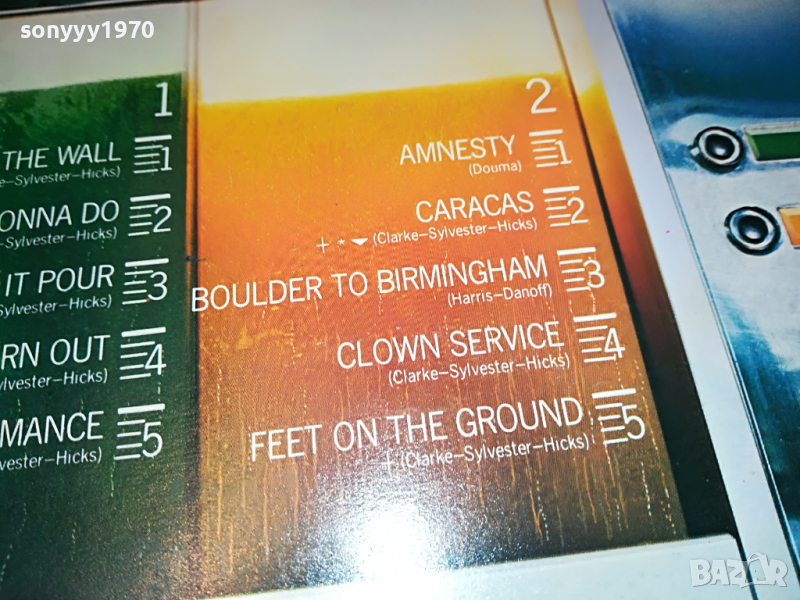 sonyyy1970
1
THE WALL 1
e–Sylvester–Hicks)
ONNA DO 2
–Sylvester–Hicks)
IT POUR 3
Sylvester–Hicks)
RN OUT 4
Sylvester–Hicks)
MANCE 5
vester–Hicks)
2
AMNESTY 1
(Douma)
CARACAS 2
+ * (Clarke–Sylvester–Hicks)
BOULDER TO BIRMINGHAM 3
(Harris–Danoff)
CLOWN SERVICE 4
(Clarke–Sylvester–Hicks)
FEET ON THE GROUND 5
+ (Clarke–Sylvester–Hicks)
BAZAR